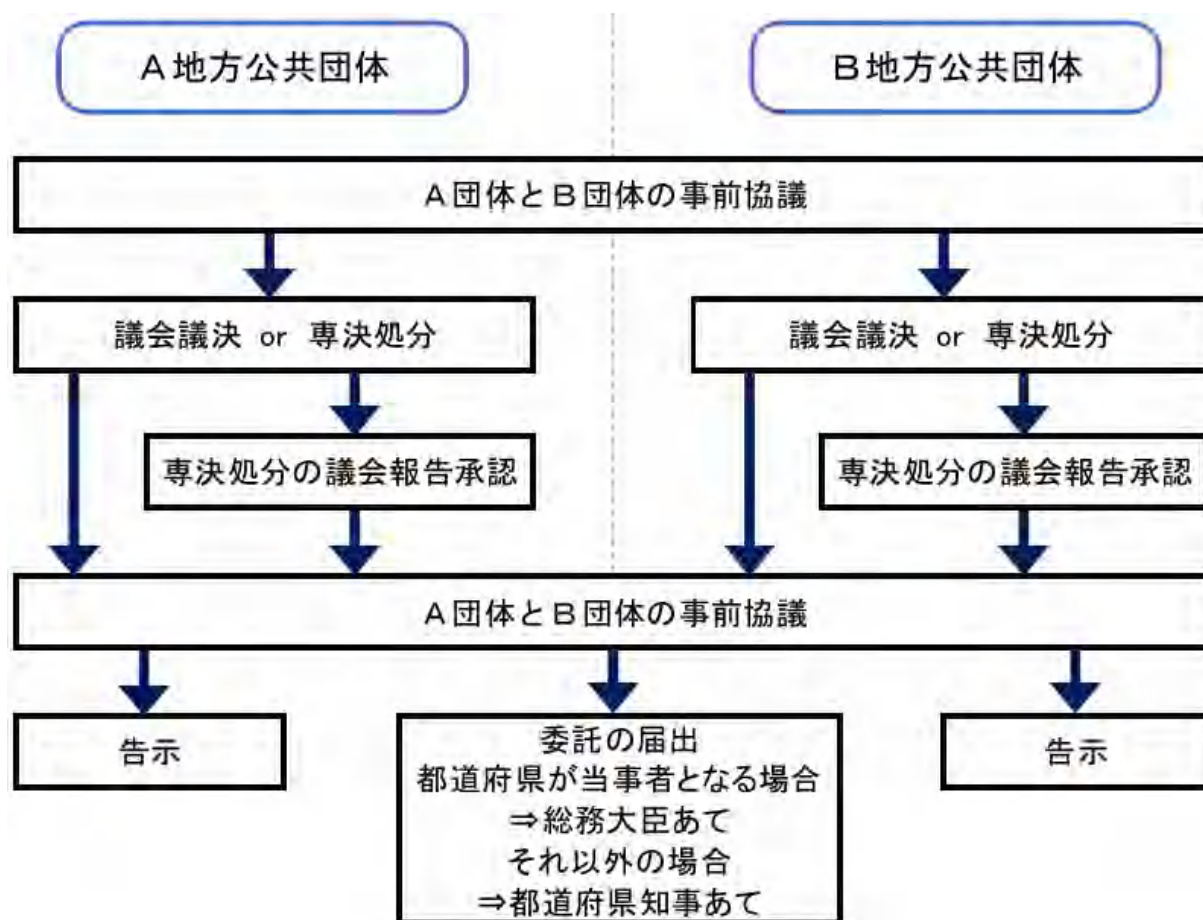 A地方公共団体
B地方公共団体
A団体とB団体の事前協議
議会議決 or 専決処分
議会議決 or 専決処分
専決処分の議会報告承認
専決処分の議会報告承認
A団体とB団体の事前協議
告示
委託の届出
都道府県が当事者となる場合
⇒総務大臣あて
それ以外の場合
⇒都道府県知事あて
告示